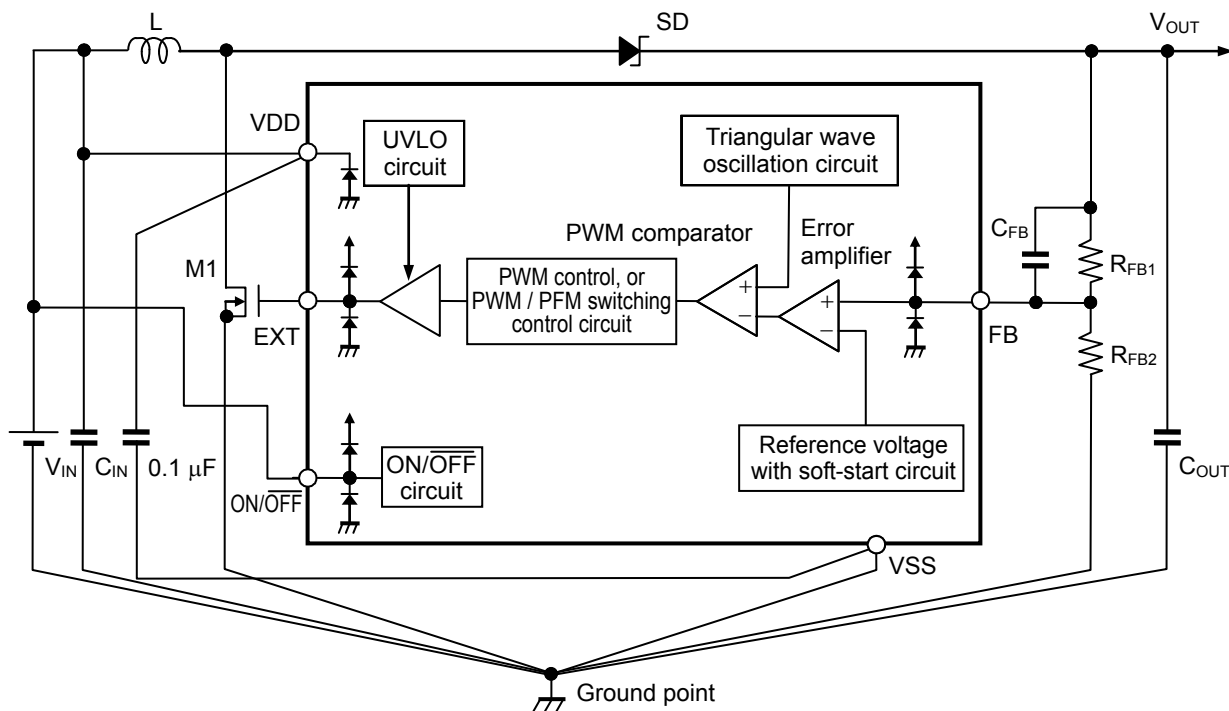 L
SD
VOUT
VDD
UVLO
circuit
Triangular wave
oscillation circuit
PWM comparator
Error
amplifier
CFB
RFB1
M1
PWM control, or
PWM / PFM switching
control circuit
+
−
+
−
EXT
FB
RFB2
VIN
CIN
0.1 μF
ON/OFF
ON/OFF
circuit
Reference voltage
with soft-start circuit
COUT
VSS
Ground point